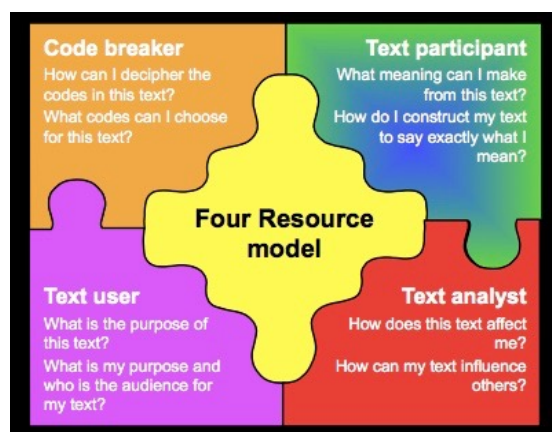 Code breaker
How can I decipher the
codes in this text?
What codes can I choose
for this text?
Text participant
What meaning can I make
from this text?
How do I construct my text
to say exactly what I
mean?
Four Resource
model
Text user
What is the purpose of
this text?
What is my purpose and
who is the audience for
my text?
Text analyst
How does this text affect
me?
How can my text influence
others?